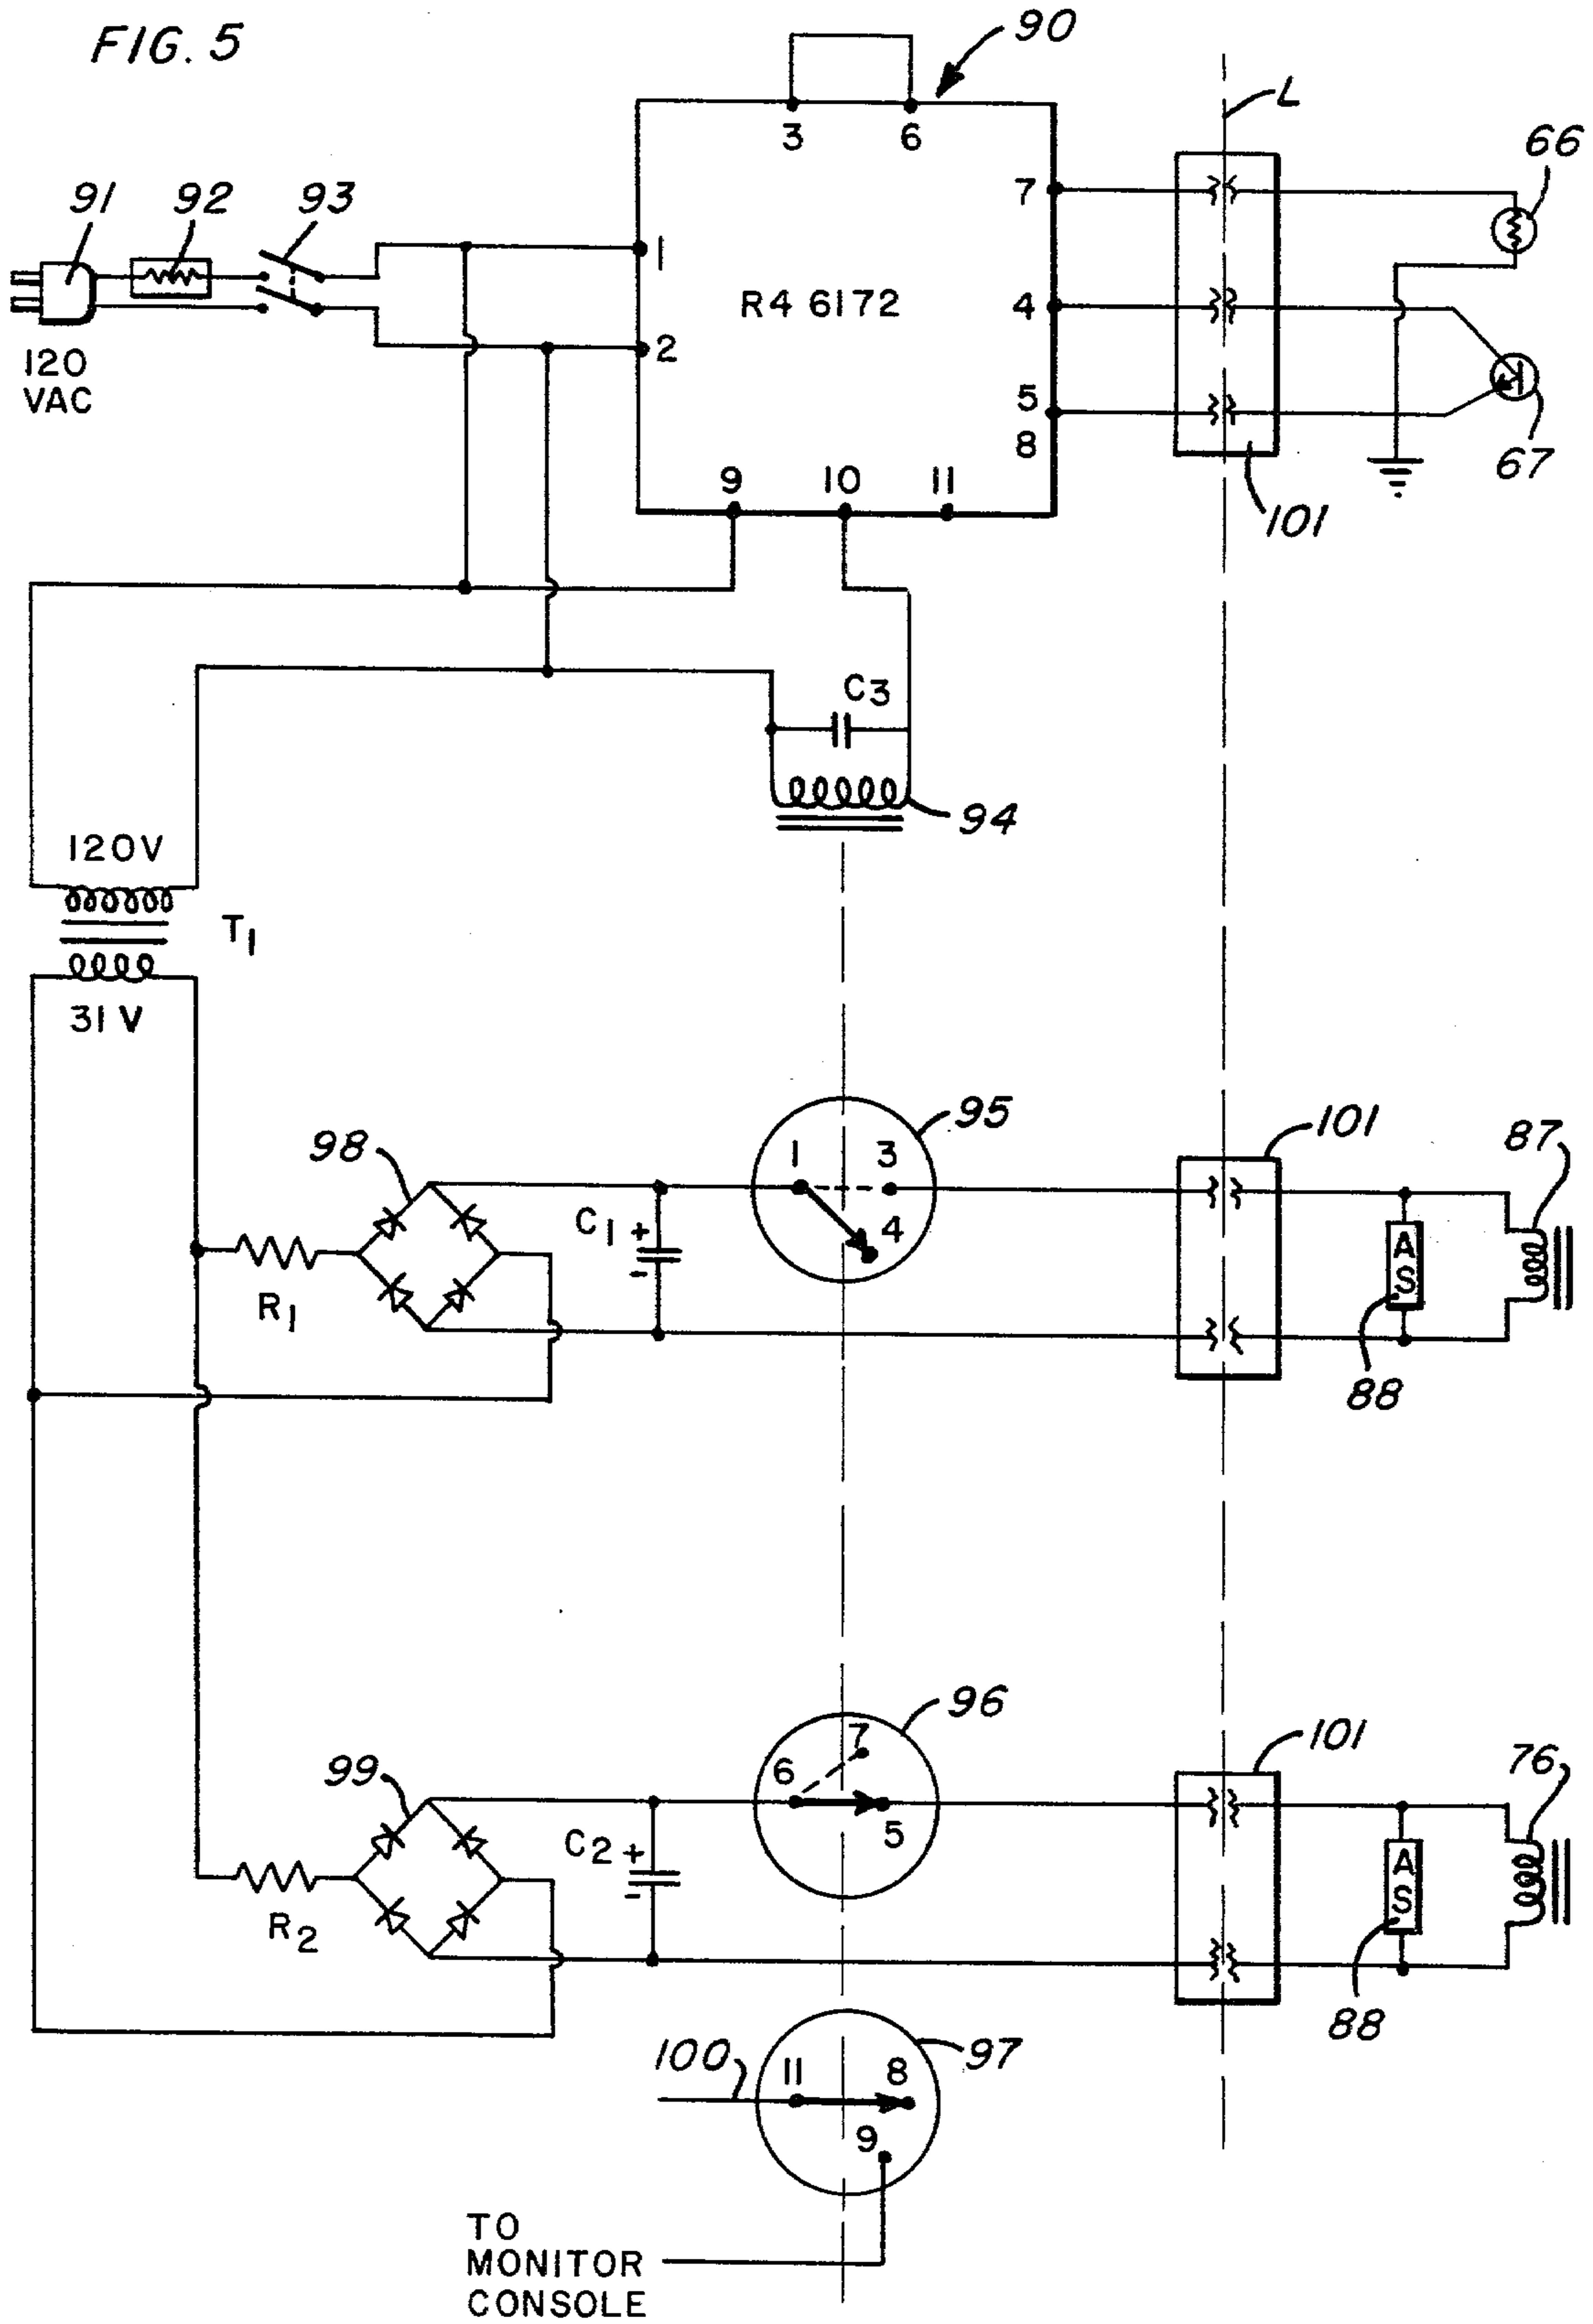 FIG. 5
90
3 6
L
66
91 92 93
7
1
R4 6172
4
2
120
VAC
5
8
67
9 10 11
101
C3
94
120V
T1
31 V
95
98
1 3
101
87
C1 +
4
-
A
S
R1
88
96
7
101
99
6
76
C2 +
5
-
A
S
R2
97
100
11 8
88
9
TO
MONITOR
CONSOLE